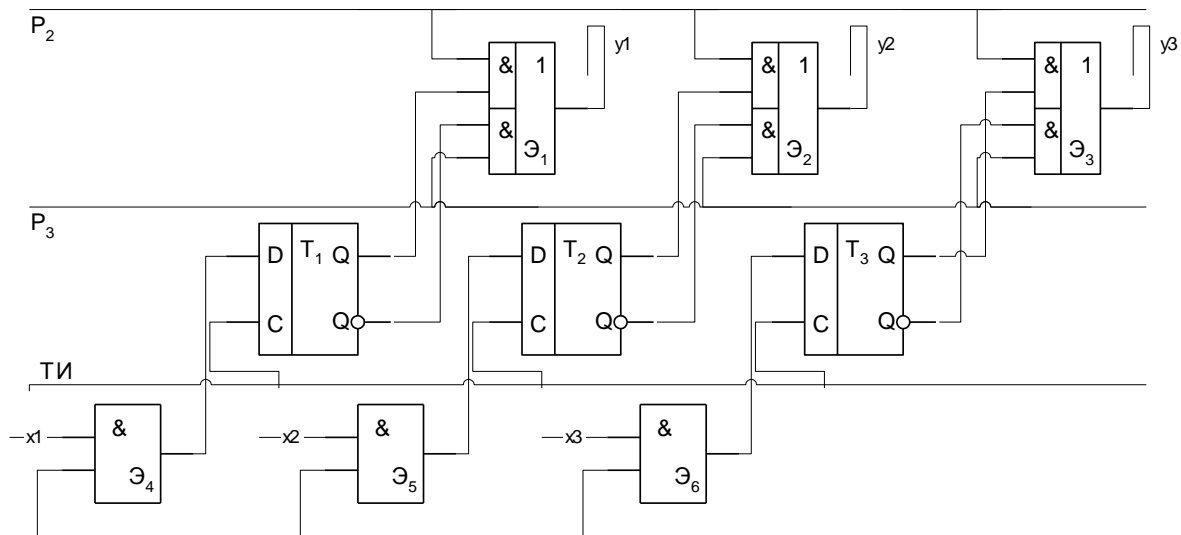 P2
& 1 y1
& Э1
& 1 y2
& Э2
& 1 y3
& Э3
P3
D T1 Q
C Q
D T2 Q
C Q
D T3 Q
C Q
ТИ
x1 & Э4
x2 & Э5
x3 & Э6